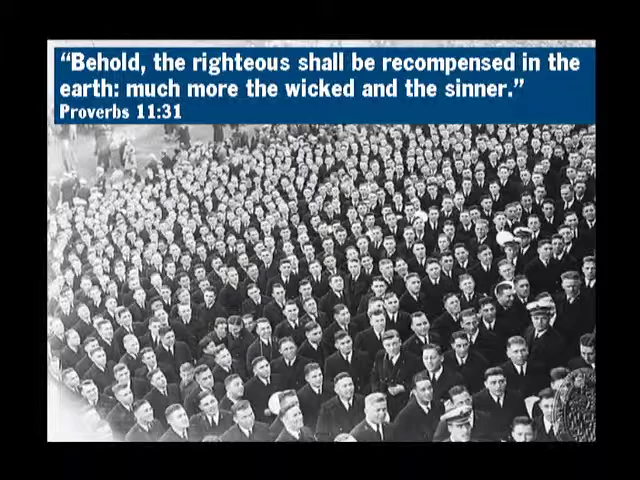 “Behold, the righteous shall be recompensed in the
earth: much more the wicked and the sinner.”
Proverbs 11:31